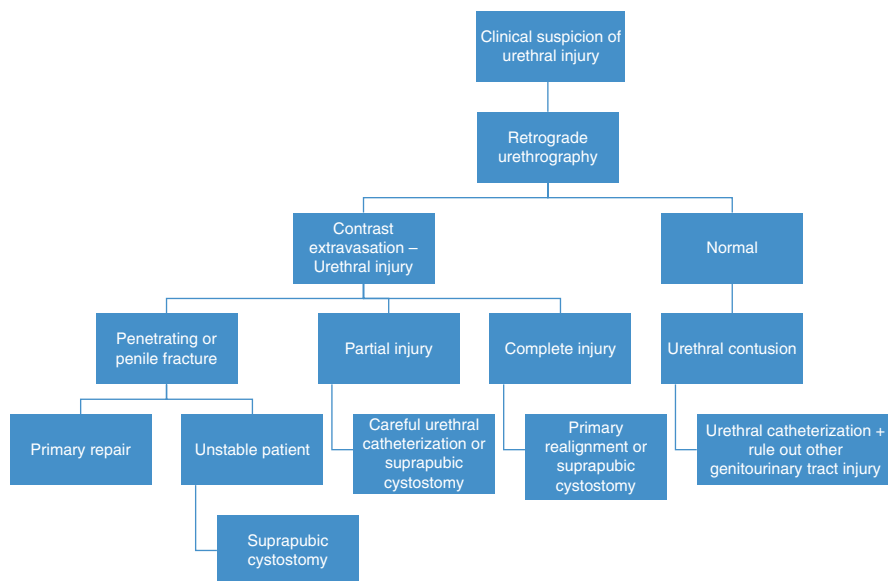 Clinical suspicion of
urethral injury
Retrograde
urethrography
Contrast
extravasation –
Urethral injury
Normal
Penetrating or
penile fracture
Partial injury
Complete injury
Urethral contusion
Primary repair
Unstable patient
Careful urethral
catheterization or
suprapubic
cystostomy
Primary
realignment or
suprapubic
cystostomy
Urethral catheterization +
rule out other
genitourinary tract injury
Suprapubic
cystostomy